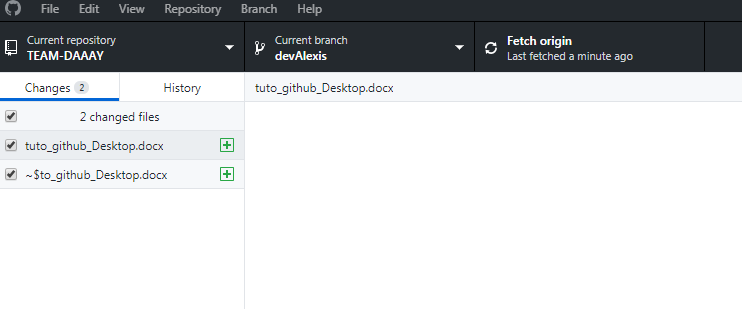 File Edit View Repository Branch Help
Current repository
TEAM-DAAAY
Current branch
devAlexis
Fetch origin
Last fetched a minute ago
Changes 2
History
tuto_github_Desktop.docx
2 changed files
tuto_github_Desktop.docx
~$to_github_Desktop.docx